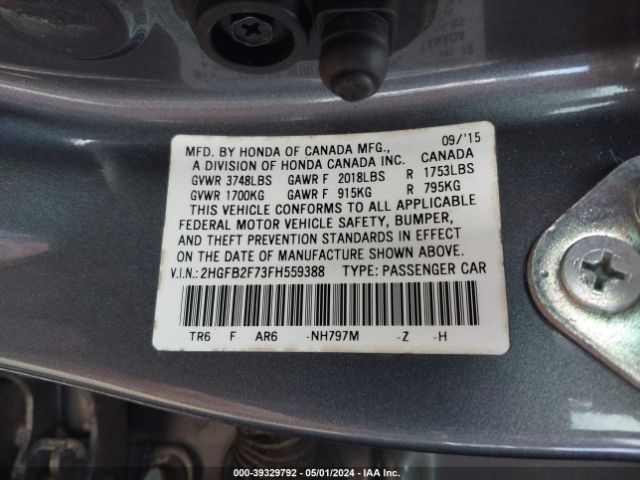 MFD. BY HONDA OF CANADA MFG., 09/'15
A DIVISION OF HONDA CANADA INC. CANADA
GVWR 3748LBS GAWR F 2018LBS R 1753LBS
GVWR 1700KG GAWR F 915KG R 795KG
THIS VEHICLE CONFORMS TO ALL APPLICABLE
FEDERAL MOTOR VEHICLE SAFETY, BUMPER,
AND THEFT PREVENTION STANDARDS IN EFFECT
ON THE DATE OF MANUFACTURE SHOWN ABOVE.
V.I.N.: 2HGFB2F73FH559388 TYPE: PASSENGER CAR
TR6 F AR6 -NH797M -Z -H
000-39329792 - 05/01/2024 - IAA Inc.